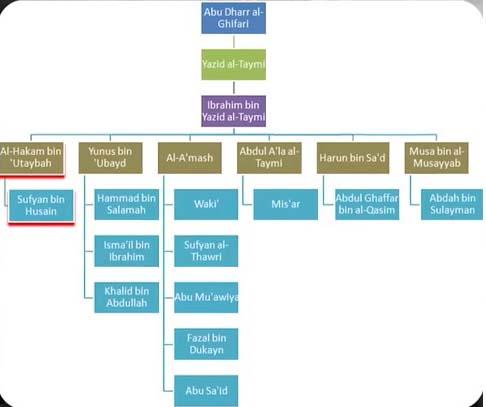 Abu Dharr al-
Ghifari
Yazid al-Taymi
Ibrahim bin
Yazid al-Taymi
Al-Hakam bin
'Utaybah
Yunus bin
'Ubayd
Al-A'mash
Abdul A'la al-
Taymi
Harun bin Sa'd
Musa bin al-
Musayyab
Sufyan bin
Husain
Hammad bin
Salamah
Waki'
Mis'ar
Abdul Ghaffar
bin al-Qasim
Abdah bin
Sulayman
Isma'il bin
Ibrahim
Sufyan al-
Thawri
Khalid bin
Abdullah
Abu Mu'awiya
Fazal bin
Dukayn
Abu Sa'id